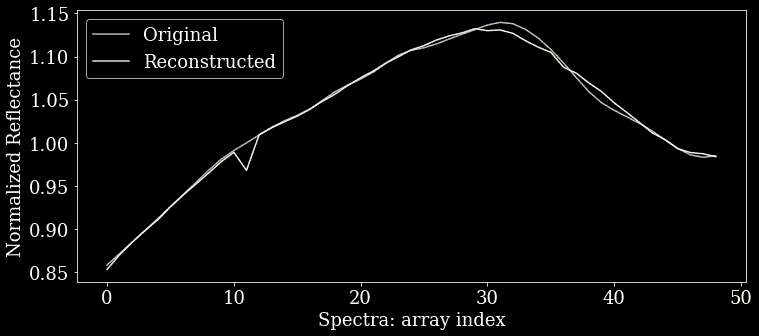 Normalized Reflectance
1.15
1.10
1.05
1.00
0.95
0.90
0.85
Original
Reconstructed
0 10 20 30 40 50
Spectra: array index